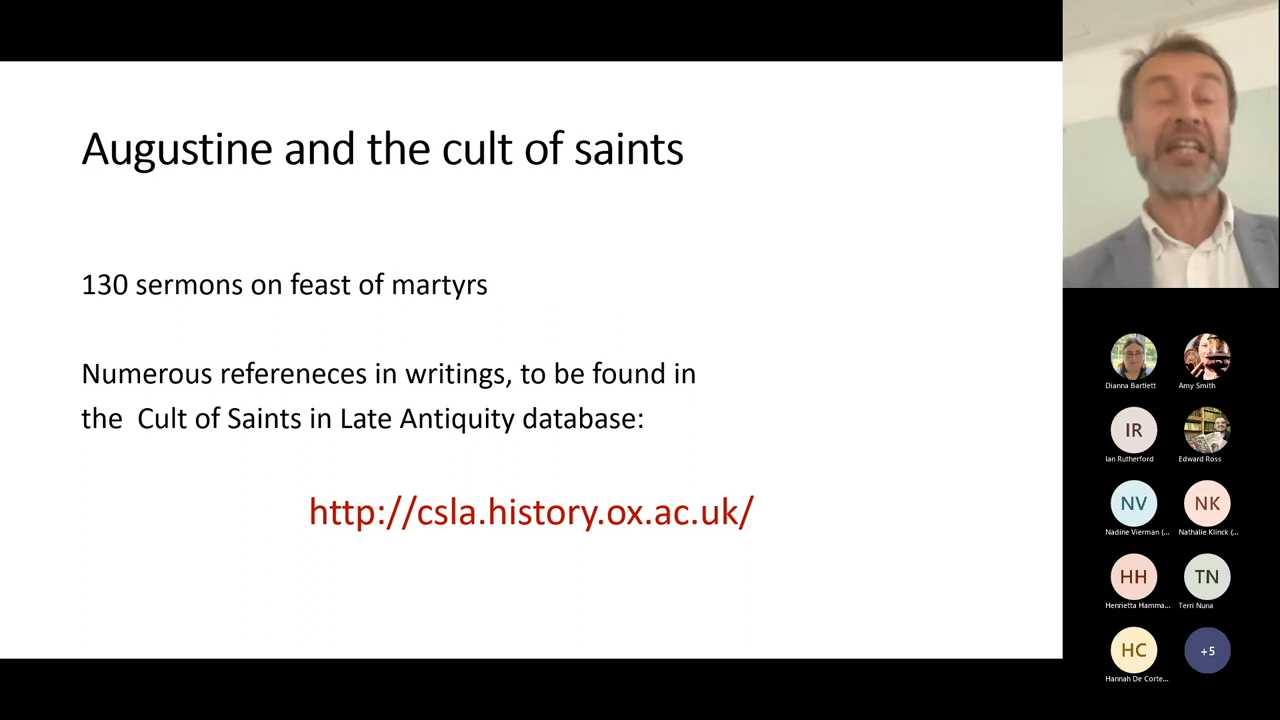 Augustine and the cult of saints
130 sermons on feast of martyrs
Numerous refereneces in writings, to be found in
the  Cult of Saints in Late Antiquity database:
http://csla.history.ox.ac.uk/
Dianna Bartlett
Amy Smith
IR
Ian Rutherford
Edward Ross
NV
Nadine Vierman (...
NK
Nathalie Klinck (...
HH
Henrietta Hamma...
TN
Terri Nuna
HC
Hannah De Corte...
+5